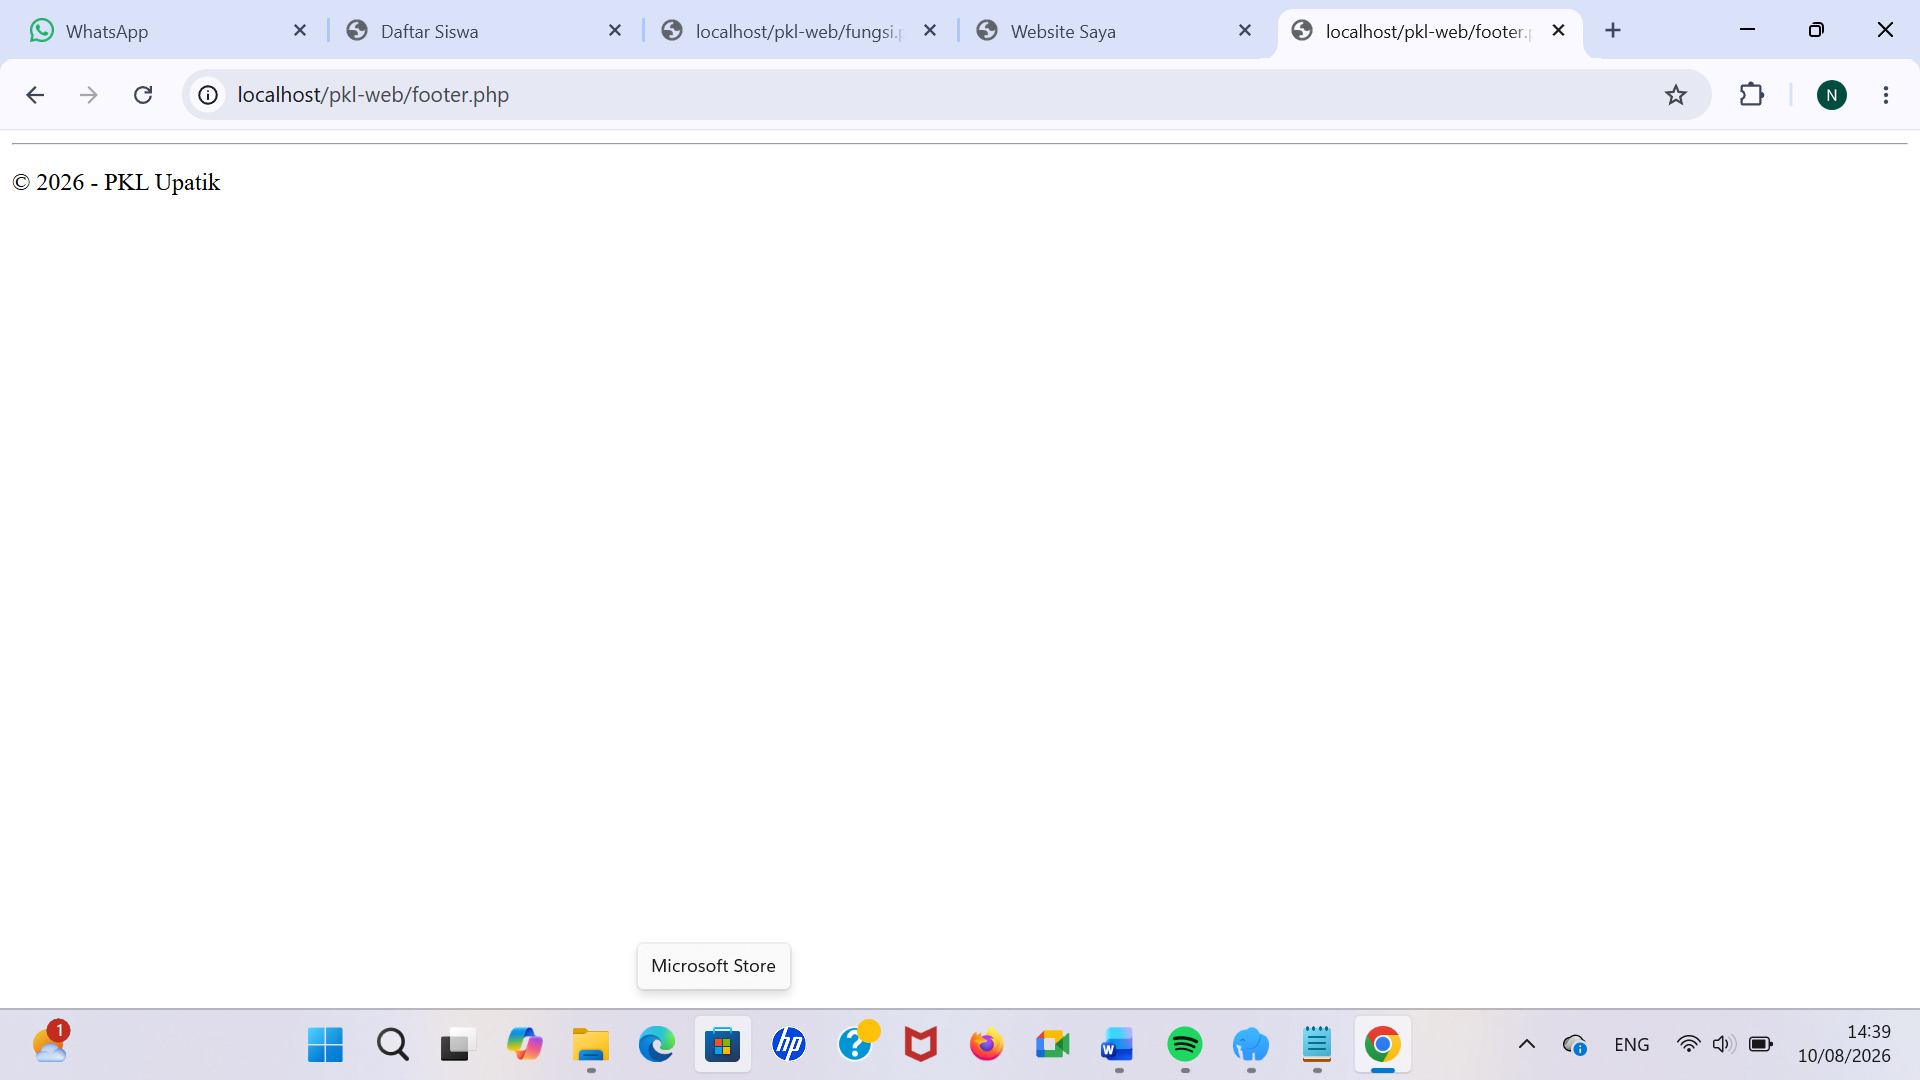 WhatsApp
Daftar Siswa
localhost/pkl-web/fungsi.p
Website Saya
localhost/pkl-web/footer.p
localhost/pkl-web/footer.php
N
© 2026 - PKL Upatik
Microsoft Store
1
hp
?
W
ENG
14:39
10/08/2026